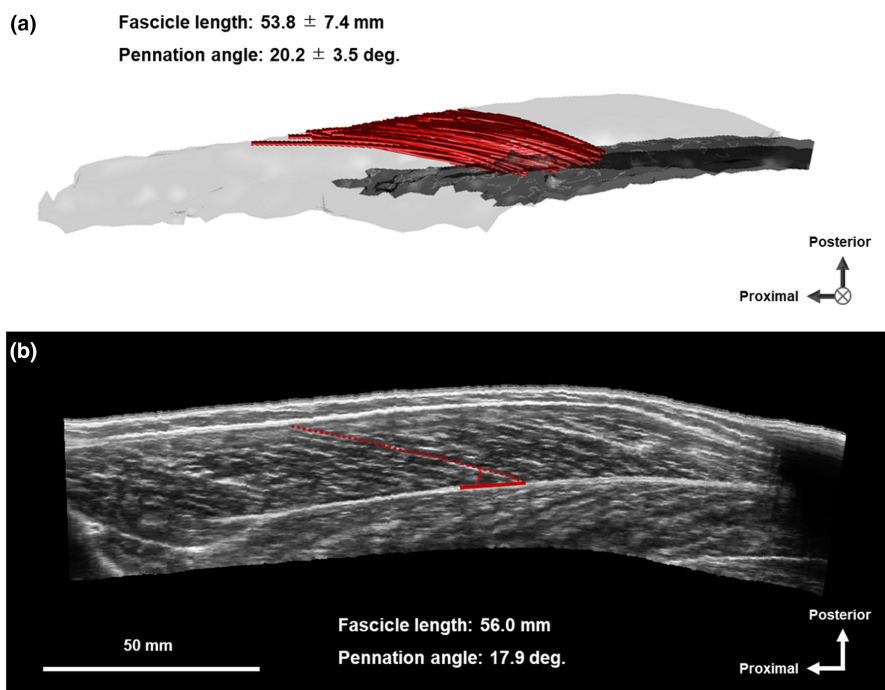 (a)
Fascicle length: 53.8 ± 7.4 mm
Pennation angle: 20.2 ± 3.5 deg.
Posterior
Proximal
(b)
Fascicle length: 56.0 mm
Pennation angle: 17.9 deg.
50 mm
Posterior
Proximal